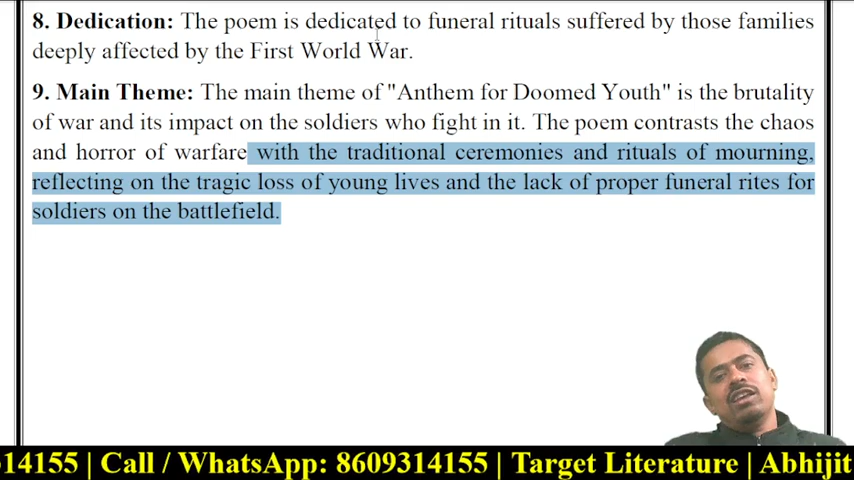 8. Dedication: The poem is dedicated to funeral rituals suffered by those families
deeply affected by the First World War.
9. Main Theme: The main theme of "Anthem for Doomed Youth" is the brutality
of war and its impact on the soldiers who fight in it. The poem contrasts the chaos
and horror of warfare with the traditional ceremonies and rituals of mourning,
reflecting on the tragic loss of young lives and the lack of proper funeral rites for
soldiers on the battlefield.
14155 | Call / WhatsApp: 8609314155 | Target Literature | Abhijit